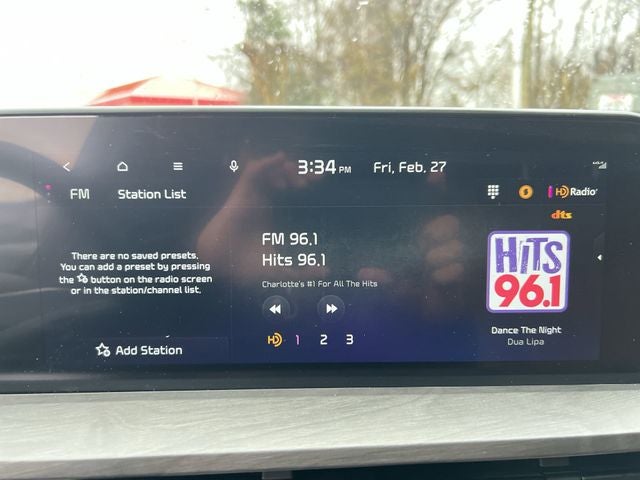 3:34 PM Fri, Feb. 27
FM Station List
HD Radio
dts
There are no saved presets.
You can add a preset by pressing
the button on the radio screen
or in the station/channel list.
Add Station
FM 96.1
Hits 96.1
Charlotte's #1 For All The Hits
HD 1 2 3
HiTS
96.1
Dance The Night
Dua Lipa